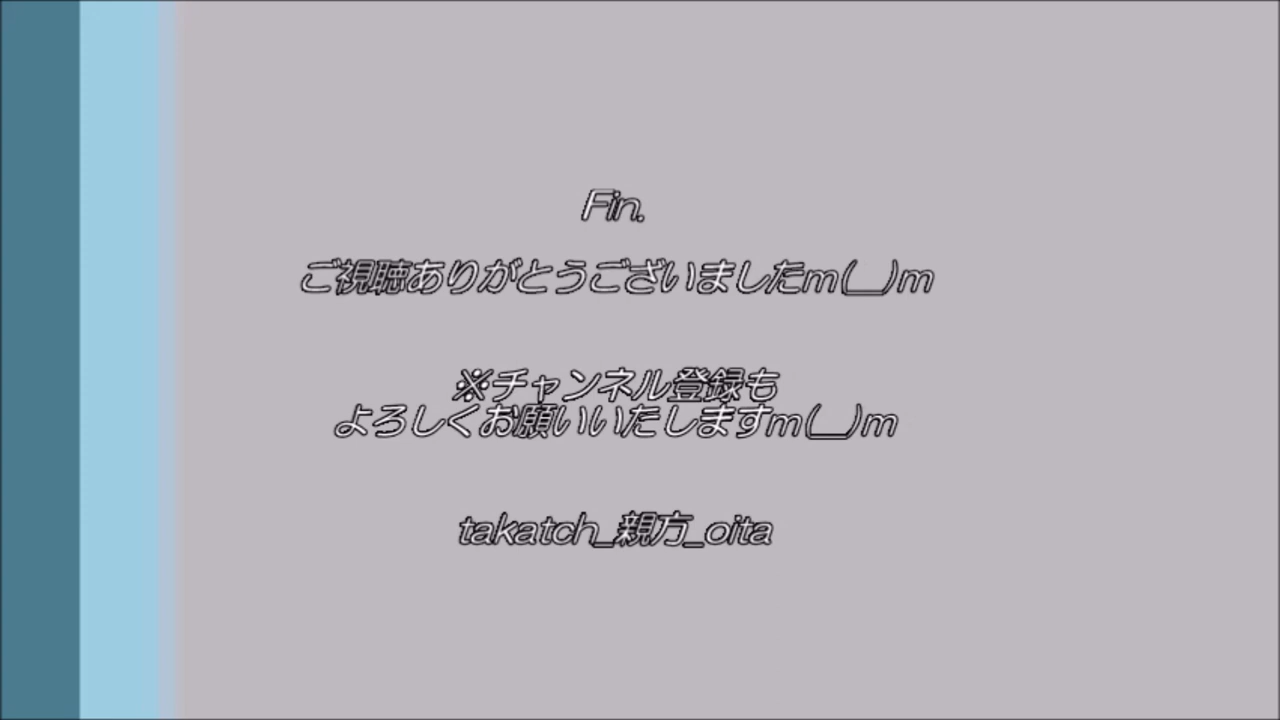 Fin.
ご視聴ありがとうございましたm(__)m
※チャンネル登録も
よろしくお願いいたしますm(__)m
takatch_親方_oita